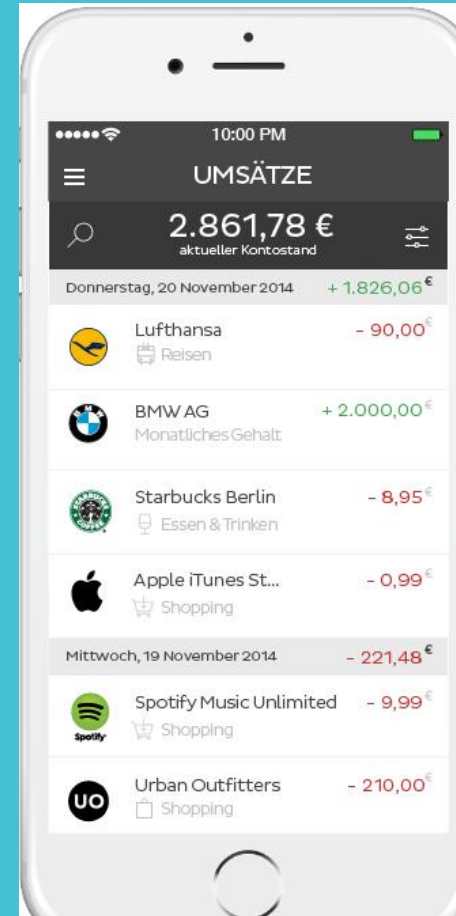 10:00 PM
UMSÄTZE
2.861,78 €
aktueller Kontostand
Donnerstag, 20 November 2014 + 1.826,06 €
Lufthansa - 90,00 €
Reisen
BMW AG + 2.000,00 €
Monatliches Gehalt
Starbucks Berlin - 8,95 €
Essen & Trinken
Apple iTunes St... - 0,99 €
Shopping
Mittwoch, 19 November 2014 - 221,48 €
Spotify Music Unlimited - 9,99 €
Spotify
Shopping
Urban Outfitters - 210,00 €
UO
Shopping